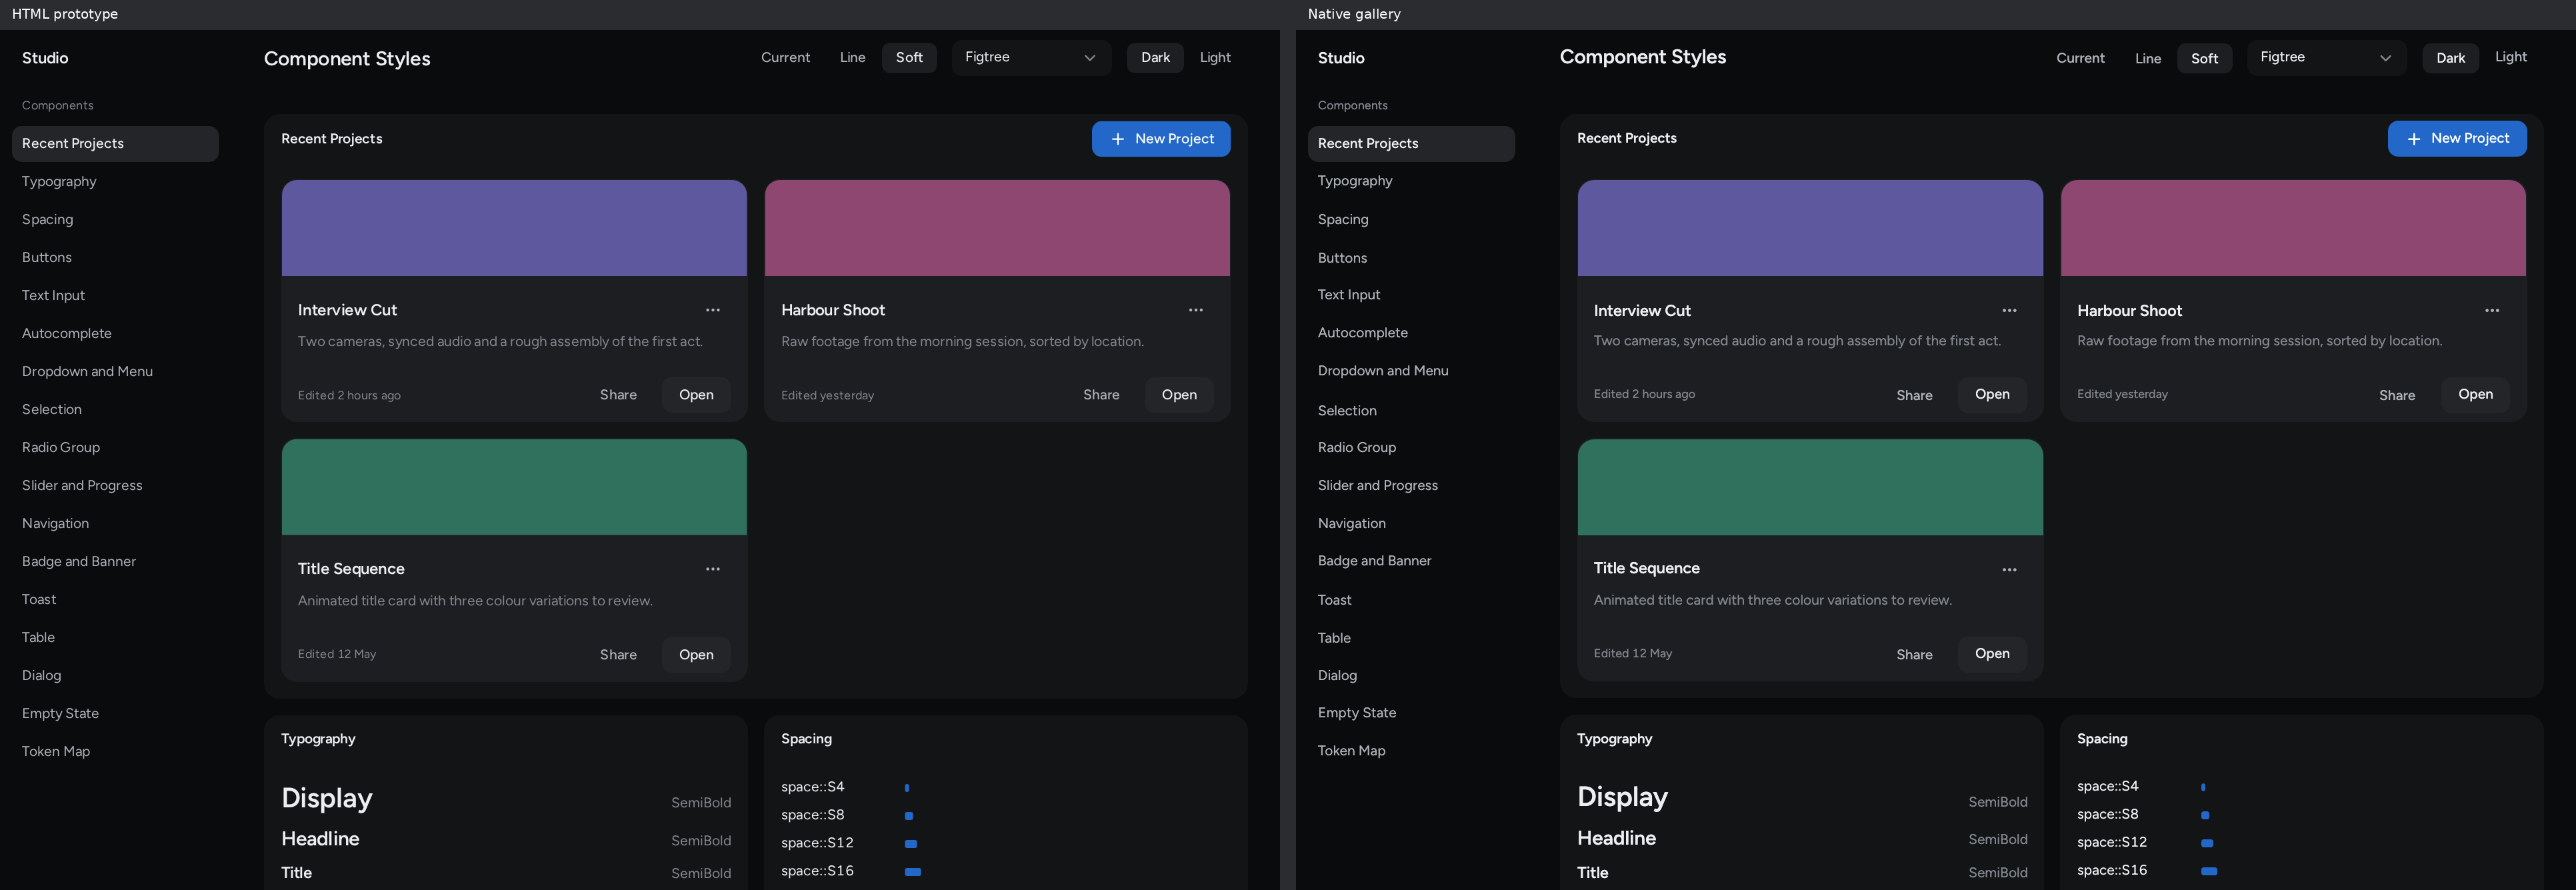 HTML prototype
Studio
Component Styles
Current
Line
Soft
Figtree
Dark
Light
Components
Recent Projects
Typography
Spacing
Buttons
Text Input
Autocomplete
Dropdown and Menu
Selection
Radio Group
Slider and Progress
Navigation
Badge and Banner
Toast
Table
Dialog
Empty State
Token Map
Recent Projects
+ New Project
Interview Cut
Two cameras, synced audio and a rough assembly of the first act.
Edited 2 hours ago
Share
Open
Harbour Shoot
Raw footage from the morning session, sorted by location.
Edited yesterday
Share
Open
Title Sequence
Animated title card with three colour variations to review.
Edited 12 May
Share
Open
Typography
Display SemiBold
Headline SemiBold
Title SemiBold
Spacing
space::S4
space::S8
space::S12
space::S16
Native gallery
Studio
Component Styles
Current
Line
Soft
Figtree
Dark
Light
Components
Recent Projects
Typography
Spacing
Buttons
Text Input
Autocomplete
Dropdown and Menu
Selection
Radio Group
Slider and Progress
Navigation
Badge and Banner
Toast
Table
Dialog
Empty State
Token Map
Recent Projects
+ New Project
Interview Cut
Two cameras, synced audio and a rough assembly of the first act.
Edited 2 hours ago
Share
Open
Harbour Shoot
Raw footage from the morning session, sorted by location.
Edited yesterday
Share
Open
Title Sequence
Animated title card with three colour variations to review.
Edited 12 May
Share
Open
Typography
Display SemiBold
Headline SemiBold
Title SemiBold
Spacing
space::S4
space::S8
space::S12
space::S16